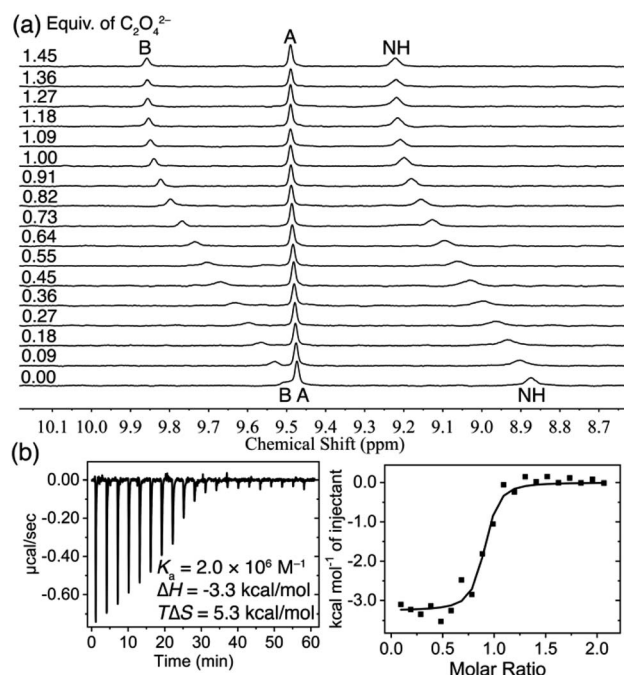 (a) Equiv. of C₂O₄²⁻
B A NH
1.45
1.36
1.27
1.18
1.09
1.00
0.91
0.82
0.73
0.64
0.55
0.45
0.36
0.27
0.18
0.09
0.00
B A NH
10.1 10.0 9.9 9.8 9.7 9.6 9.5 9.4 9.3 9.2 9.1 9.0 8.9 8.8 8.7
Chemical Shift (ppm)
(b)
0.00
-0.20
-0.40
-0.60
μcal/sec
Kₐ = 2.0 × 10⁶ M⁻¹
ΔH = -3.3 kcal/mol
TΔS = 5.3 kcal/mol
0 10 20 30 40 50 60
Time (min)
0.0
-1.0
-2.0
-3.0
kcal mol⁻¹ of injectant
0.0 0.5 1.0 1.5 2.0
Molar Ratio